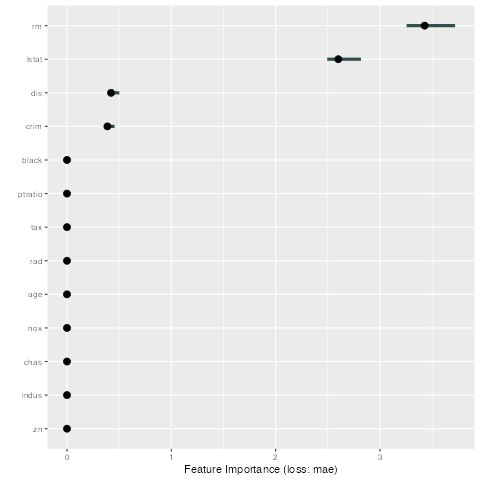 rm
lstat
dis
crim
black
ptratio
tax
rad
age
nox
chas
indus
zn
0 1 2 3
Feature Importance (loss: mae)